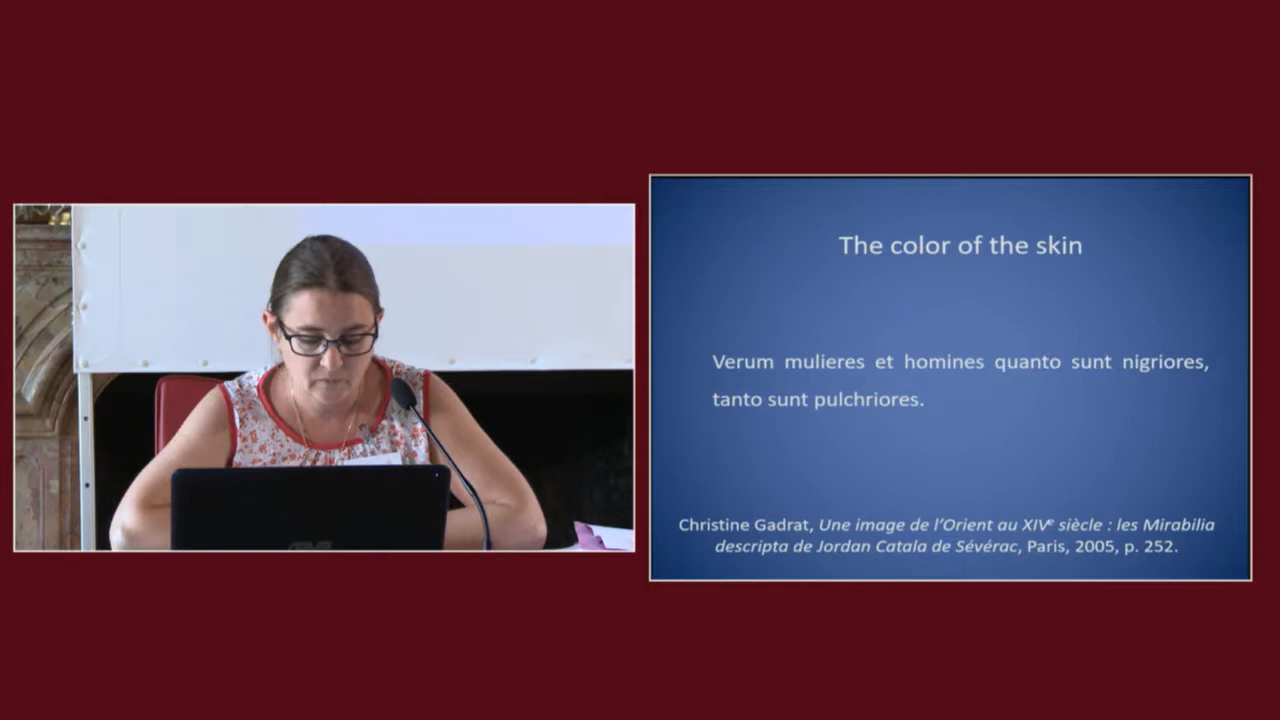 The color of the skin
Verum mulieres et homines quanto sunt nigriores,
tanto sunt pulchriores.
Christine Gadrat, Une image de l'Orient au XIVe siècle : les Mirabilia
descripta de Jordan Catala de Sévérac, Paris, 2005, p. 252.